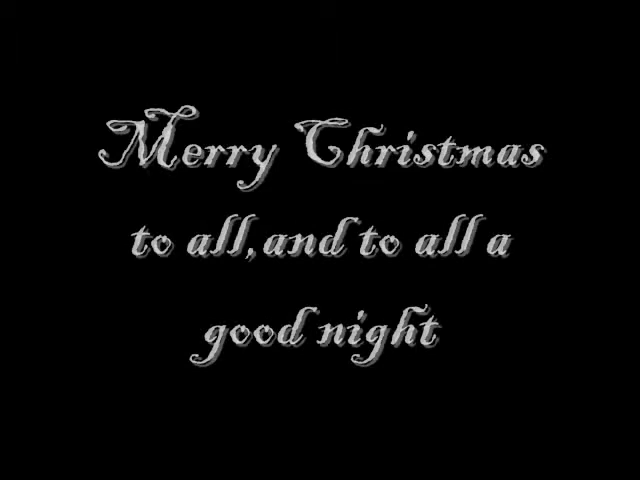 Merry Christmas
to all, and to all a
good night